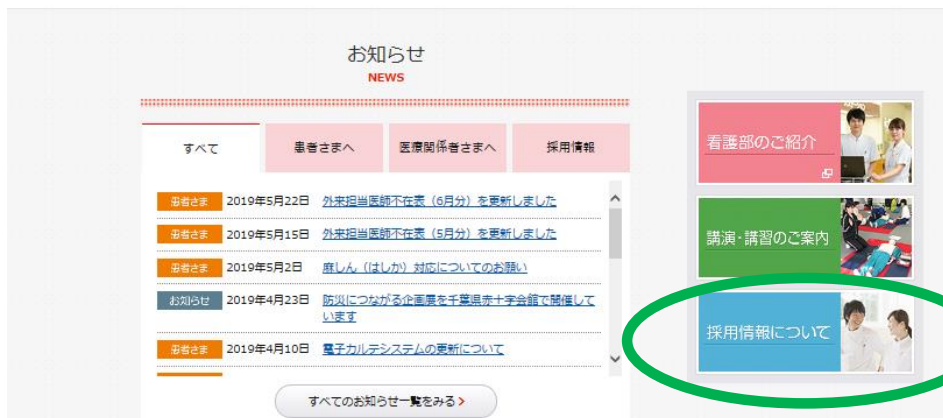 お知らせ
NEWS
すべて
患者さまへ
医療関係者さまへ
採用情報
患者さま 2019年5月22日 外来担当医師不在表（6月分）を更新しました
患者さま 2019年5月15日 外来担当医師不在表（5月分）を更新しました
患者さま 2019年5月2日 麻しん（はしか）対応についてのお願い
お知らせ 2019年4月23日 防災につながる企画展を千葉県赤十字会館で開催して
います
患者さま 2019年4月10日 電子カルテシステムの更新について
すべてのお知らせ一覧をみる
看護部のご紹介
講演・講習のご案内
採用情報について